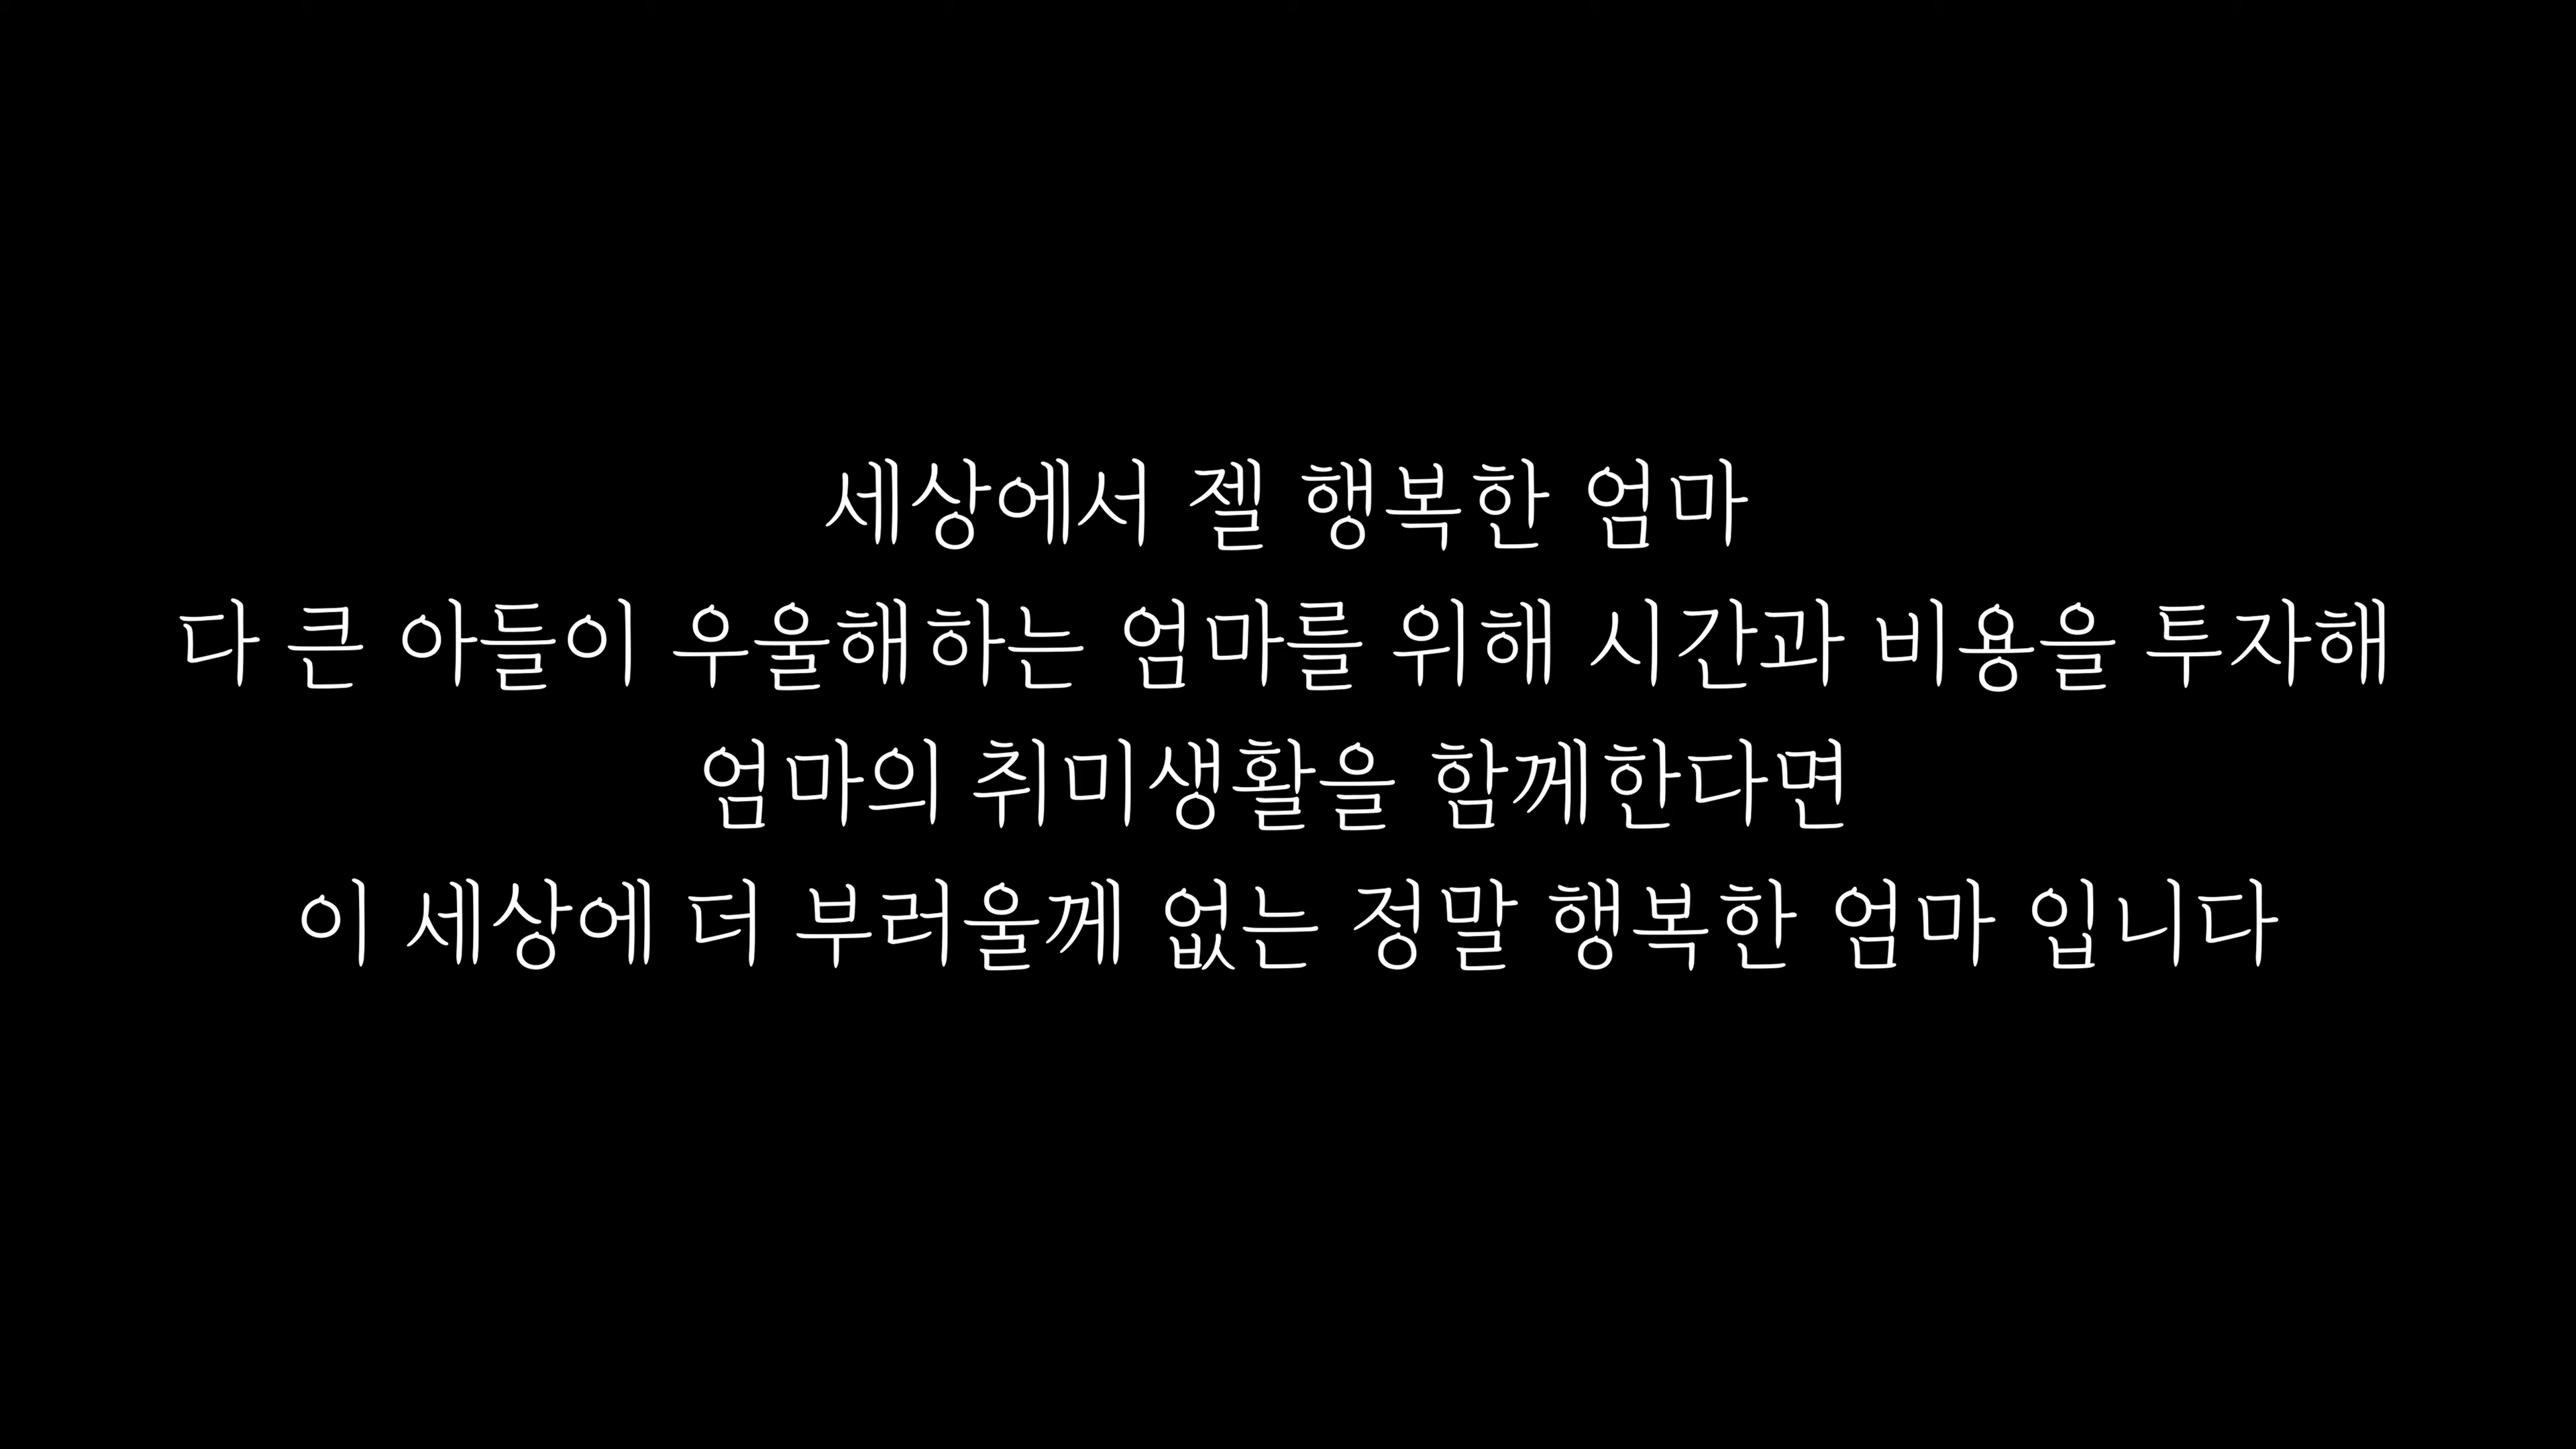 세상에서 젤 행복한 엄마
다 큰 아들이 우울해하는 엄마를 위해 시간과 비용을 투자해
엄마의 취미생활을 함께한다면
이 세상에 더 부러울께 없는 정말 행복한 엄마 입니다